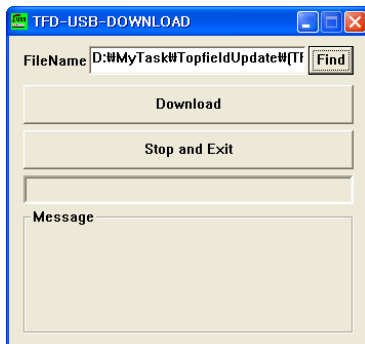 TFD-USB-DOWNLOAD
FileName D:₩MyTask₩TopfieldUpdate₩(Tf Find
Download
Stop and Exit
Message